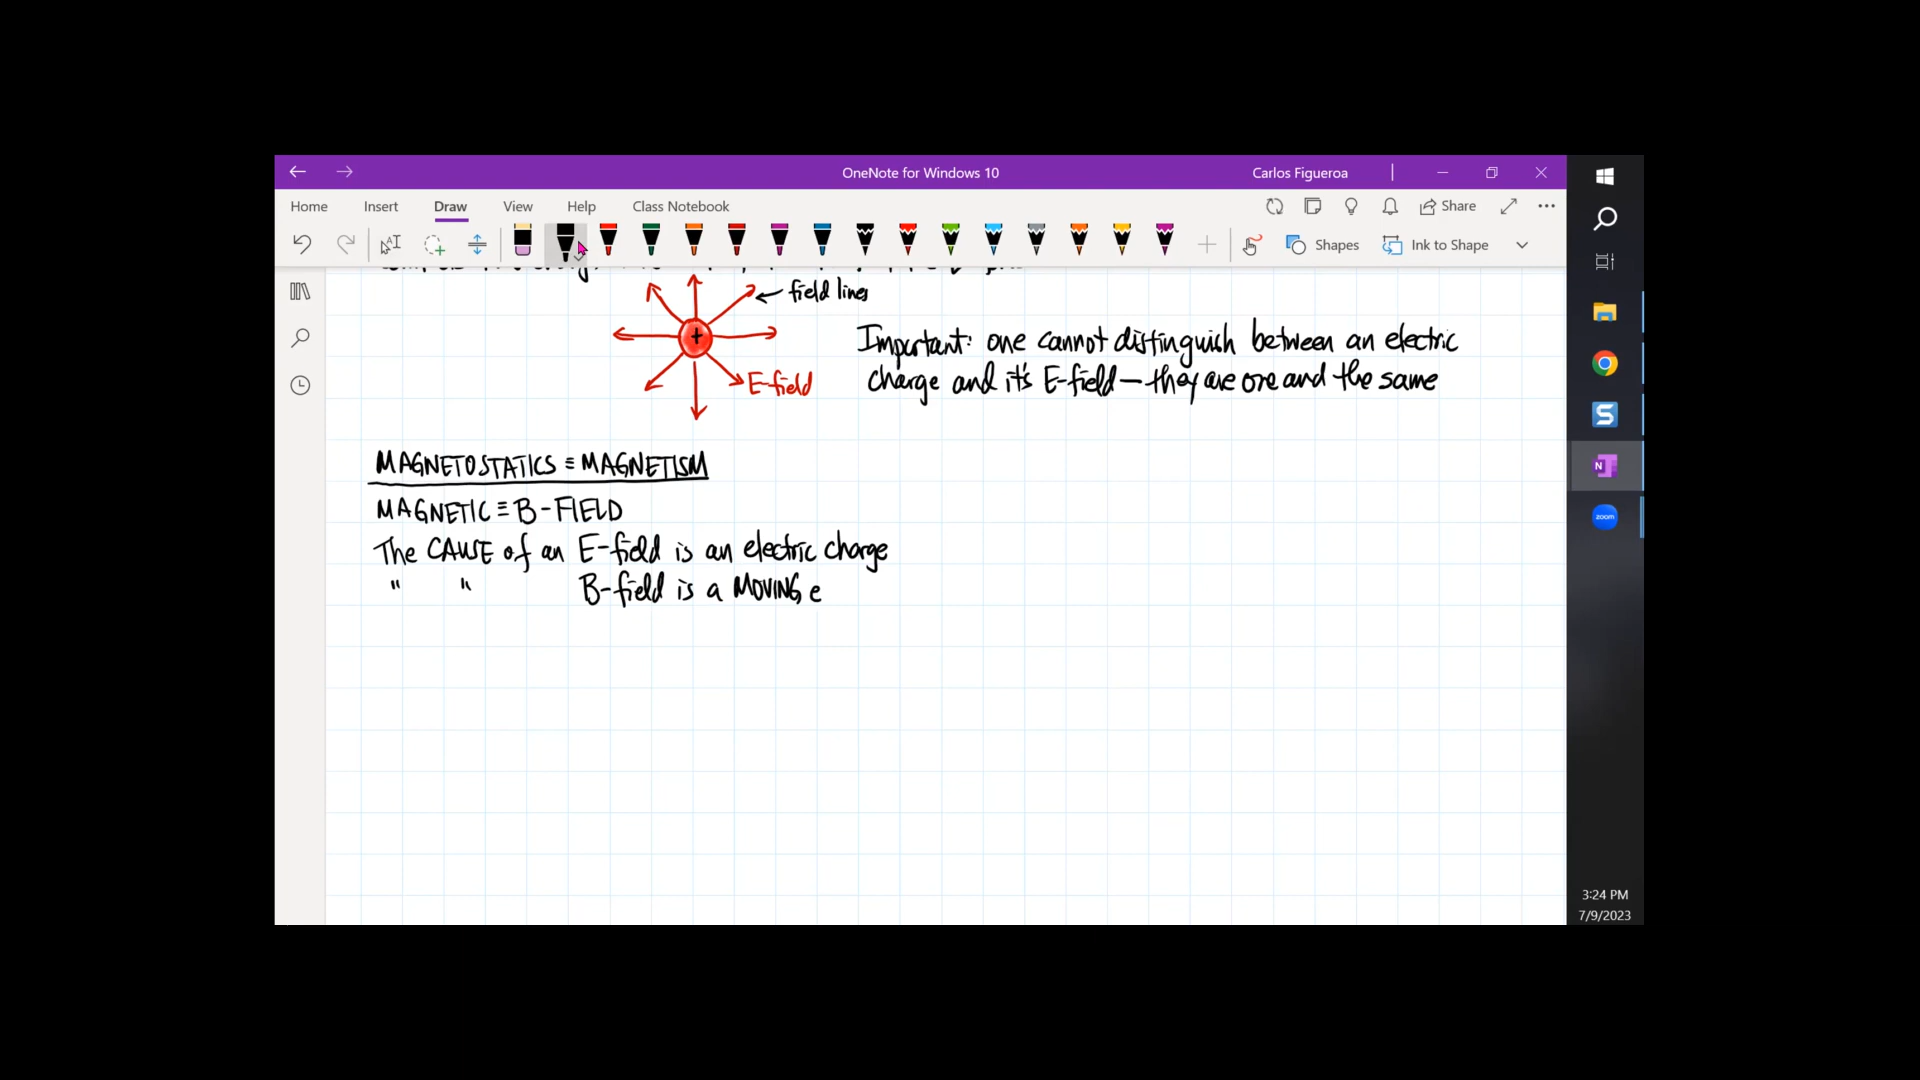 OneNote for Windows 10
Carlos Figueroa
Home Insert Draw View Help Class Notebook
Share
Shapes
Ink to Shape
field lines
+
E-field
Important: one cannot distinguish between an electric
charge and it's E-field — they are one and the same
MAGNETOSTATICS ≡ MAGNETISM
MAGNETIC ≡ B-FIELD
The CAUSE of an E-field is an electric charge
" " B-field is a MOVING e
zoom
3:24 PM
7/9/2023